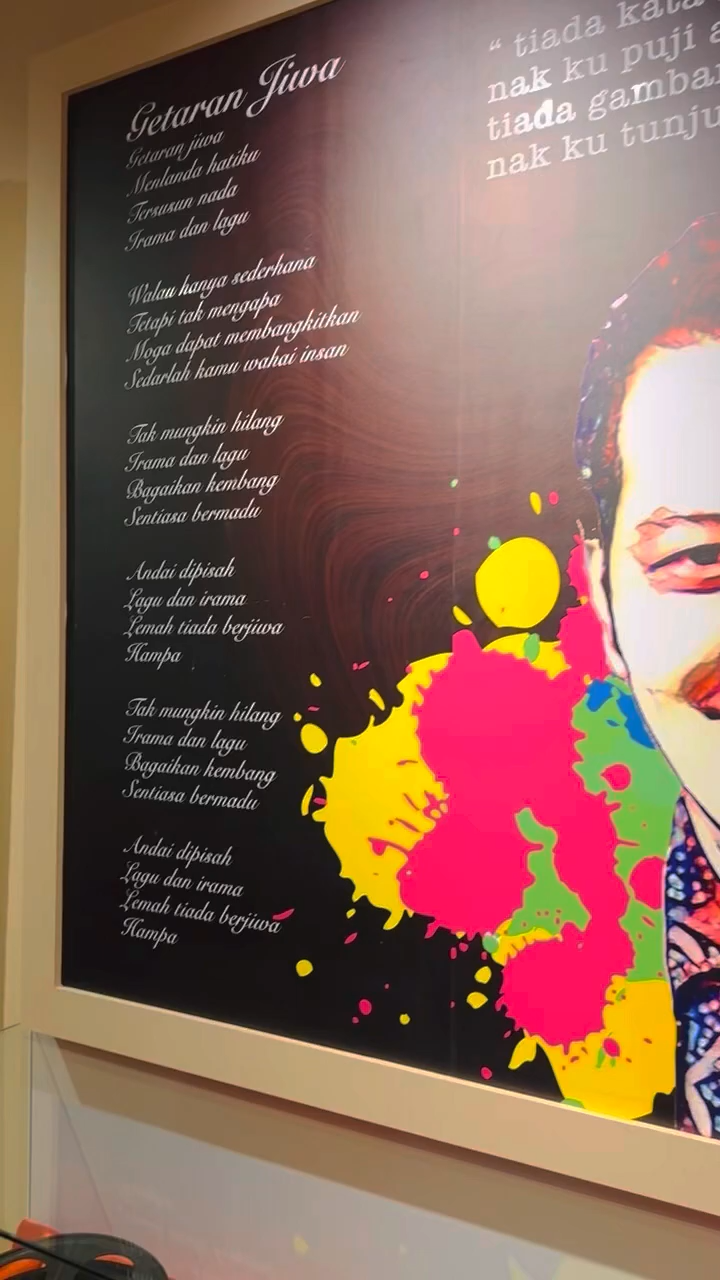 Getaran Jiwa
Getaran jiwa
Menlanda hatiku
Tersusun nada
Irama dan lagu
Walau hanya sederhana
Tetapi tak mengapa
Moga dapat membangkitkan
Sedarlah kamu wahai insan
Tak mungkin hilang
Irama dan lagu
Bagaikan kembang
Sentiasa bermadu
Andai dipisah
Lagu dan irama
Lemah tiada berjiwa
Hampa
Tak mungkin hilang
Irama dan lagu
Bagaikan kembang
Sentiasa bermadu
Andai dipisah
Lagu dan irama
Lemah tiada berjiwa
Hampa
“ tiada kata
nak ku puji
tiada
nak ku